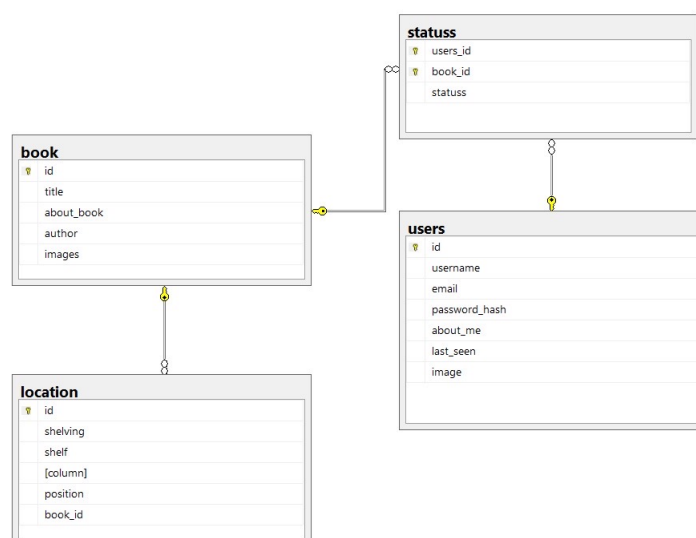 statuss
users_id
book_id
statuss
book
id
title
about_book
author
images
users
id
username
email
password_hash
about_me
last_seen
image
location
id
shelving
shelf
[column]
position
book_id